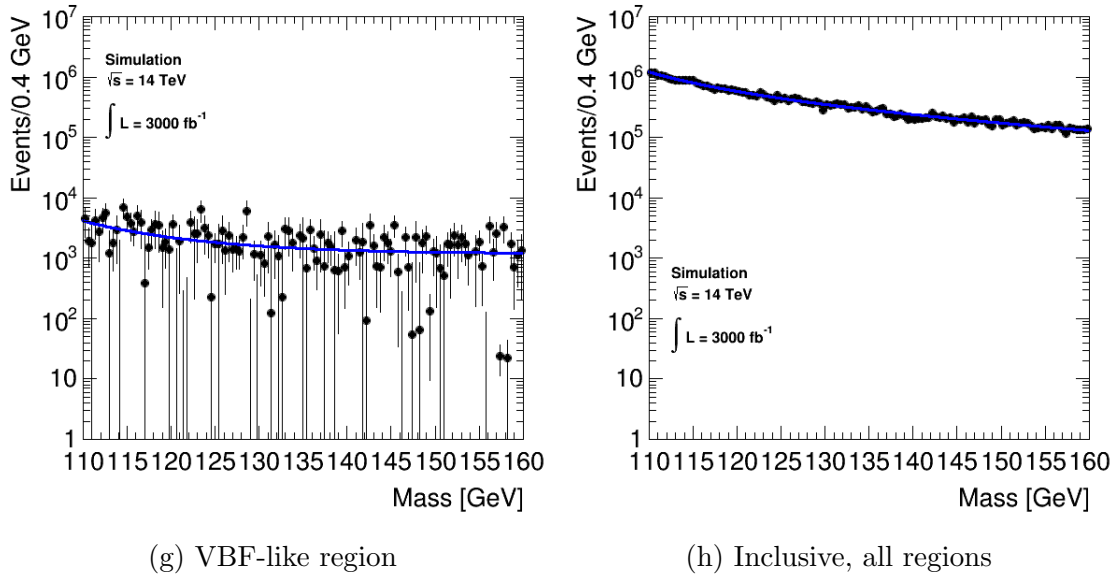 Events/0.4 GeV
10⁷
10⁶
10⁵
10⁴
10³
10²
10
1
Simulation
√s = 14 TeV
∫ L = 3000 fb⁻¹
110 115 120 125 130 135 140 145 150 155 160
Mass [GeV]
(g) VBF-like region
Events/0.4 GeV
10⁷
10⁶
10⁵
10⁴
10³
10²
10
1
Simulation
√s = 14 TeV
∫ L = 3000 fb⁻¹
110 115 120 125 130 135 140 145 150 155 160
Mass [GeV]
(h) Inclusive, all regions